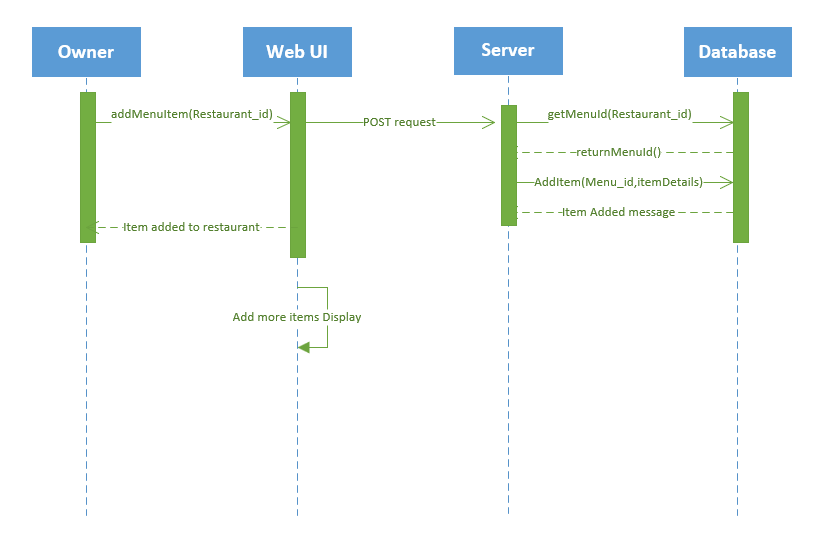 Owner
Web UI
Server
Database
addMenuItem(Restaurant_id)
POST request
getMenuId(Restaurant_id)
returnMenuId()
AddItem(Menu_id,itemDetails)
Item Added message
Item added to restaurant
Add more items Display